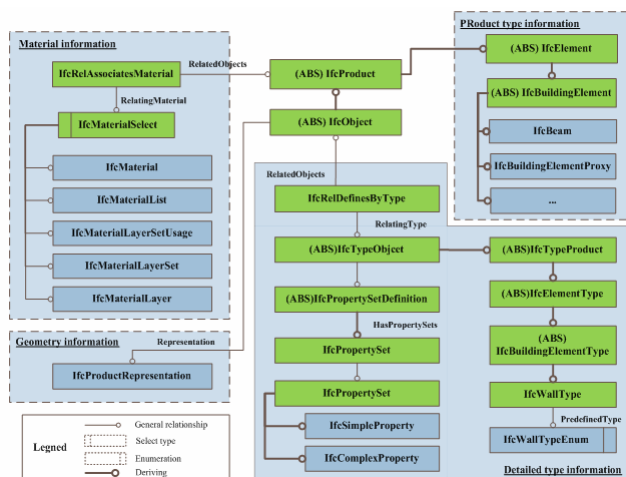 Material information
IfcRelAssociatesMaterial
RelatedObjects
RelatingMaterial
IfcMaterialSelect
IfcMaterial
IfcMaterialList
IfcMaterialLayerSetUsage
IfcMaterialLayerSet
IfcMaterialLayer
(ABS) IfcProduct
(ABS) IfcObject
PRoduct type information
(ABS) IfcElement
(ABS) IfcBuildingElement
IfcBeam
IfcBuildingElementProxy
...
RelatedObjects
IfcRelDefinesByType
RelatingType
(ABS)IfcTypeObject
(ABS)IfcPropertySetDefinition
HasPropertySets
IfcPropertySet
IfcPropertySet
IfcSimpleProperty
IfcComplexProperty
(ABS)IfcTypeProduct
(ABS)IfcElementType
(ABS)
IfcBuildingElementType
IfcWallType
PredefinedType
IfcWallTypeEnum
Detailed type information
Geometry information
Representation
IfcProductRepresentation
Legned
General relationship
Select type
Enumeration
Deriving